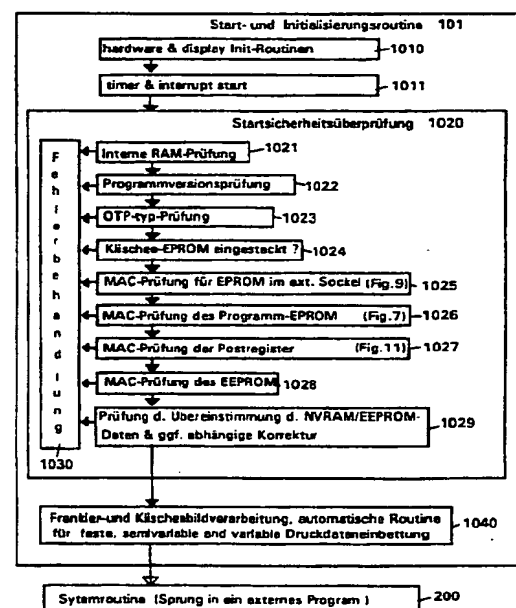 Start- und Initialisierungsroutine 101
hardware & display Init-Routinen 1010
timer & interrupt start 1011
Startsicherheitsüberprüfung 1020
Fehlerbehandlung
Interne RAM-Prüfung 1021
Programmversionsprüfung 1022
OTP-typ-Prüfung 1023
Klischee-EPROM eingesteckt ? 1024
MAC-Prüfung für EPROM im ext. Sockel (Fig.9) 1025
MAC-Prüfung des Programm-EPROM (Fig.7) 1026
MAC-Prüfung der Postregister (Fig.11) 1027
MAC-Prüfung des EEPROM 1028
Prüfung d. Übereinstimmung d. NVRAM/EEPROM-
Daten & ggf. abhängige Korrektur 1029
1030
Frankier-und Klischeebildverarbeitung, automatische Routine
für feste, semivariable und variable Druckdateneinbettung 1040
Sytemroutine (Sprung in ein externes Program ) 200